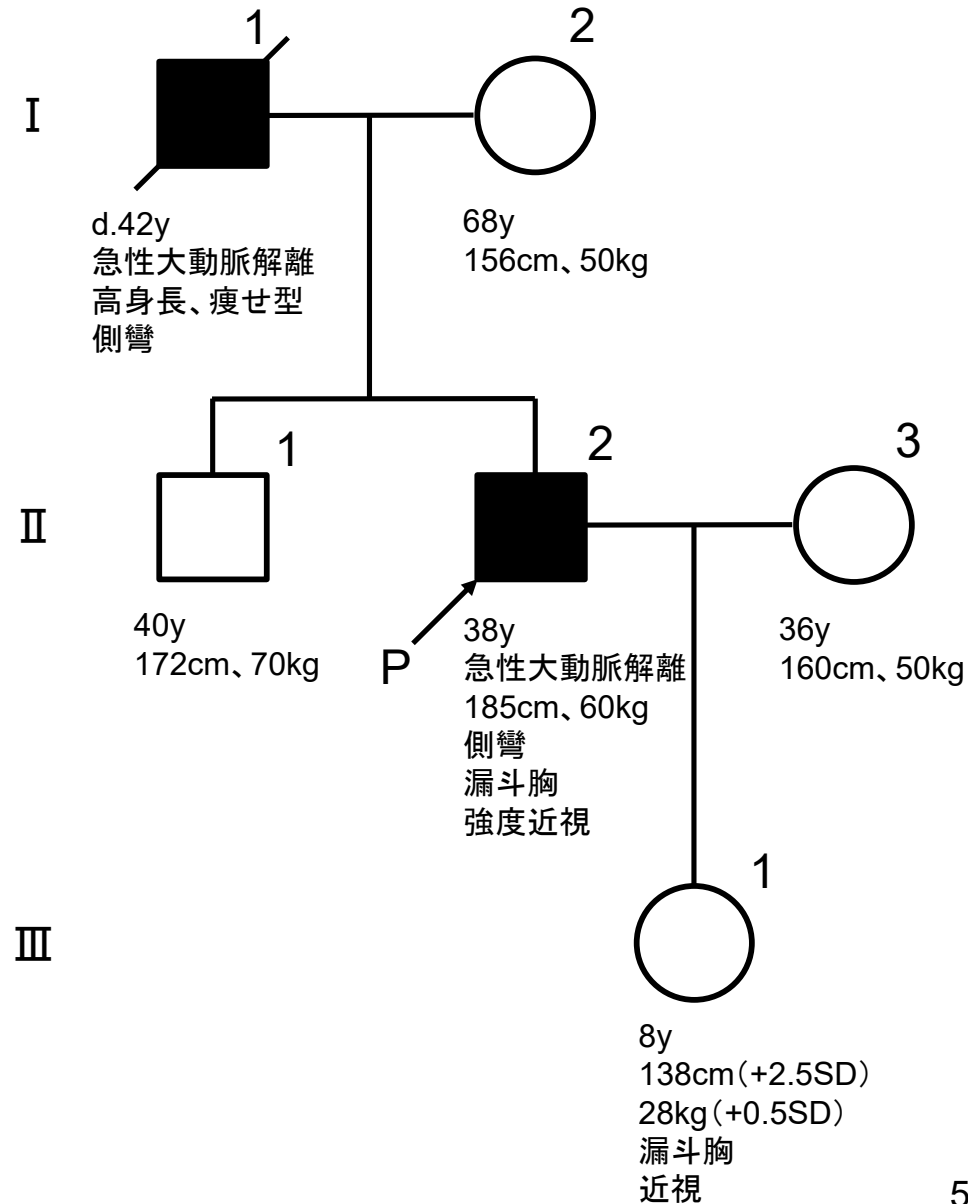 1
2
Ⅰ
d.42y
急性大動脈解離
高身長、痩せ型
側彎
68y
156cm、50kg
1
2
3
Ⅱ
40y
172cm、70kg
P
38y
急性大動脈解離
185cm、60kg
側彎
漏斗胸
強度近視
36y
160cm、50kg
1
Ⅲ
8y
138cm（+2.5SD）
28kg（+0.5SD）
漏斗胸
近視
5